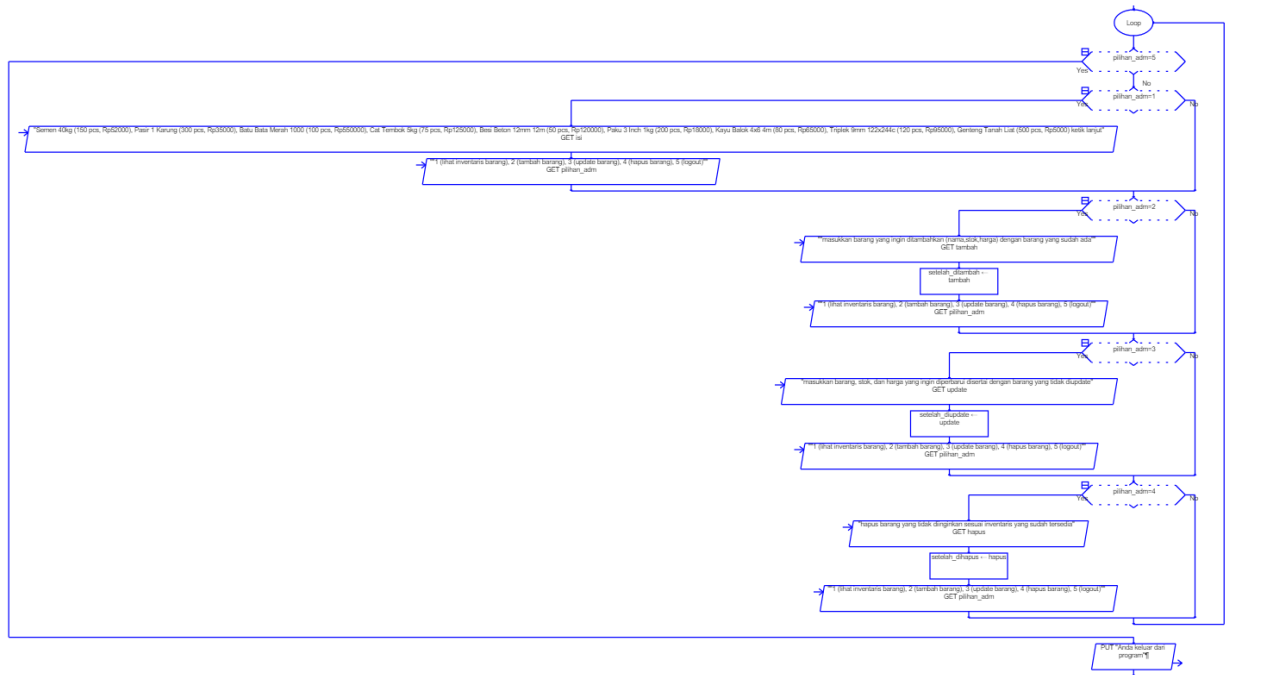 Loop
pilihan_adm=5
Yes
No
pilihan_adm=1
Yes
No
"Semen 40kg (150 pcs, Rp52000), Pasir 1 Karung (300 pcs, Rp35000), Batu Bata Merah 1000 (100 pcs, Rp550000), Cat Tembok 5kg (75 pcs, Rp125000), Besi Beton 12mm 12m (50 pcs, Rp120000), Paku 3 Inch 1kg (200 pcs, Rp18000), Kayu Balok 4x6 4m (80 pcs, Rp65000), Triplek 9mm 122x244c (120 pcs, Rp95000), Genteng Tanah Liat (500 pcs, Rp5000) ketik lanjut"
GET isi
""1 (lihat inventaris barang), 2 (tambah barang), 3 (update barang), 4 (hapus barang), 5 (logout)""
GET pilihan_adm
pilihan_adm=2
Yes
No
""masukkan barang yang ingin ditambahkan (nama,stok,harga) dengan barang yang sudah ada""
GET tambah
setelah_ditambah ←
tambah
""1 (lihat inventaris barang), 2 (tambah barang), 3 (update barang), 4 (hapus barang), 5 (logout)""
GET pilihan_adm
pilihan_adm=3
Yes
No
"masukkan barang, stok, dan harga yang ingin diperbarui disertai dengan barang yang tidak diupdate"
GET update
setelah_diupdate ←
update
""1 (lihat inventaris barang), 2 (tambah barang), 3 (update barang), 4 (hapus barang), 5 (logout)""
GET pilihan_adm
pilihan_adm=4
Yes
No
"hapus barang yang tidak diinginkan sesuai inventaris yang sudah tersedia"
GET hapus
setelah_dihapus ← hapus
""1 (lihat inventaris barang), 2 (tambah barang), 3 (update barang), 4 (hapus barang), 5 (logout)""
GET pilihan_adm
PUT "Anda keluar dari
program"¶